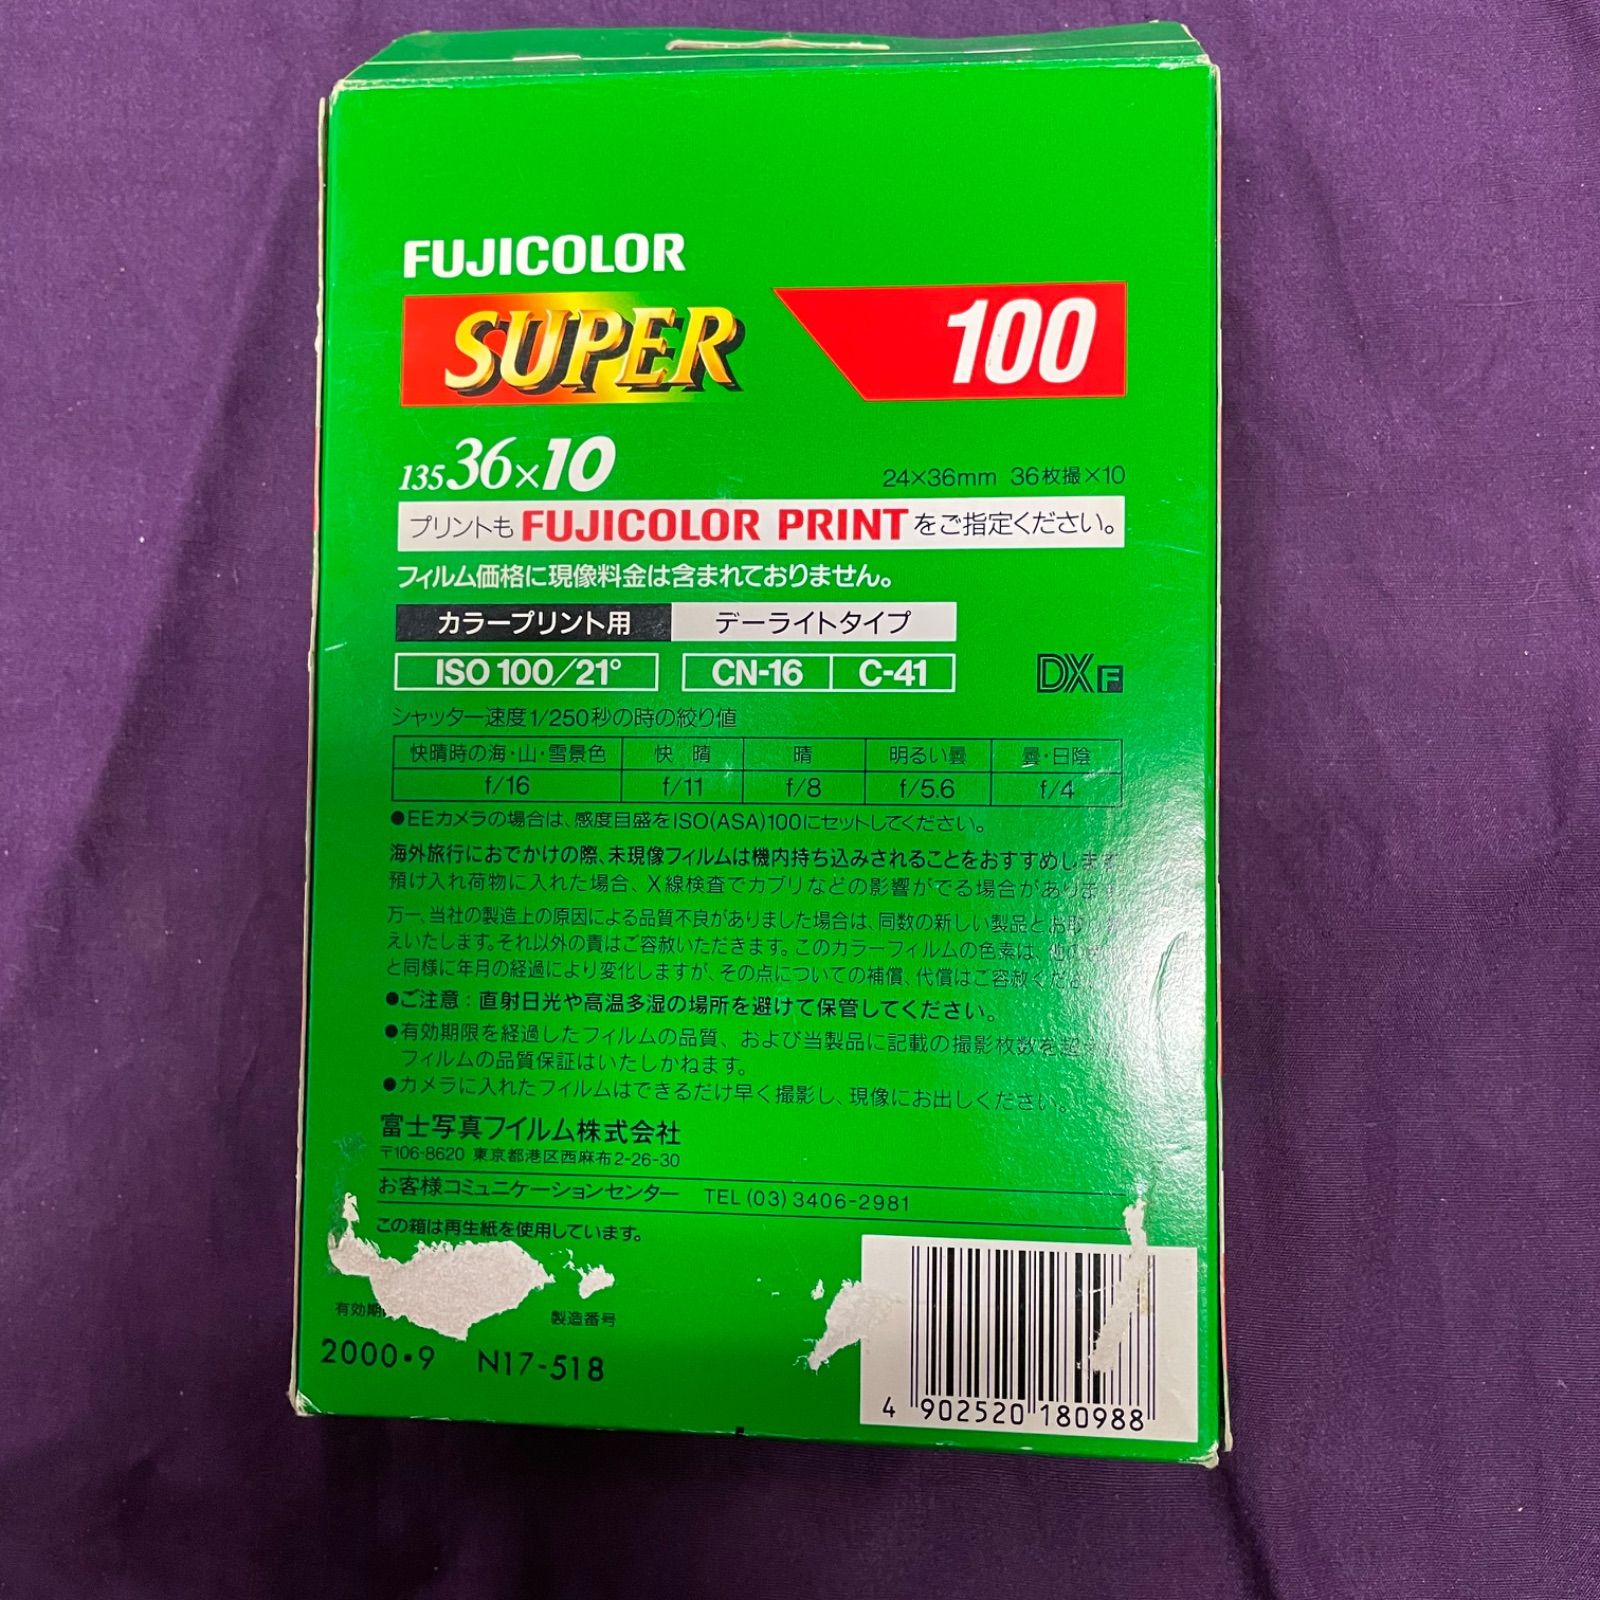 FUJICOLOR
SUPER 100
135 36×10 24×36mm 36枚撮×10
プリントも FUJICOLOR PRINT をご指定ください。
フィルム価格に現像料金は含まれておりません。
カラープリント用 デーライトタイプ
ISO 100/21° CN-16 C-41 DX F
シャッター速度1/250秒の時の絞り値
快晴時の海・山・雪景色 快 晴 晴 明るい曇 曇・日陰
f/16 f/11 f/8 f/5.6 f/4
●EEカメラの場合は、感度目盛をISO(ASA)100にセットしてください。
海外旅行におでかけの際、未現像フィルムは機内持ち込みされることをおすすめします
預け入れ荷物に入れた場合、X線検査でカブリなどの影響がでる場合があります
万一、当社の製造上の原因による品質不良がありました場合は、同数の新しい製品とお取
えいたします。それ以外の責はご容赦いただきます。このカラーフィルムの色素は、他の
と同様に年月の経過により変化しますが、その点についての補償、代償はご容赦くださ
●ご注意：直射日光や高温多湿の場所を避けて保管してください。
●有効期限を経過したフィルムの品質、および当製品に記載の撮影枚数を超え
フィルムの品質保証はいたしかねます。
●カメラに入れたフィルムはできるだけ早く撮影し、現像にお出しください。
富士写真フイルム株式会社
〒106-8620 東京都港区西麻布2-26-30
お客様コミュニケーションセンター TEL (03) 3406-2981
この箱は再生紙を使用しています。
有効期 製造番号
2000・9 N17-518
4 902520 180988